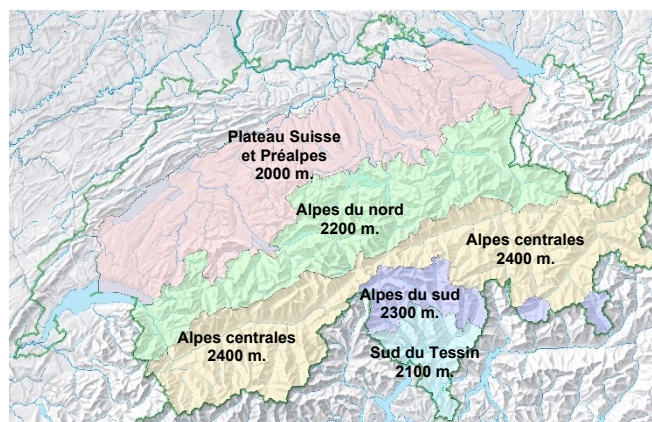 Plateau Suisse
et Préalpes
2000 m.
Alpes du nord
2200 m.
Alpes centrales
2400 m.
Alpes du sud
2300 m.
Alpes centrales
2400 m.
Sud du Tessin
2100 m.